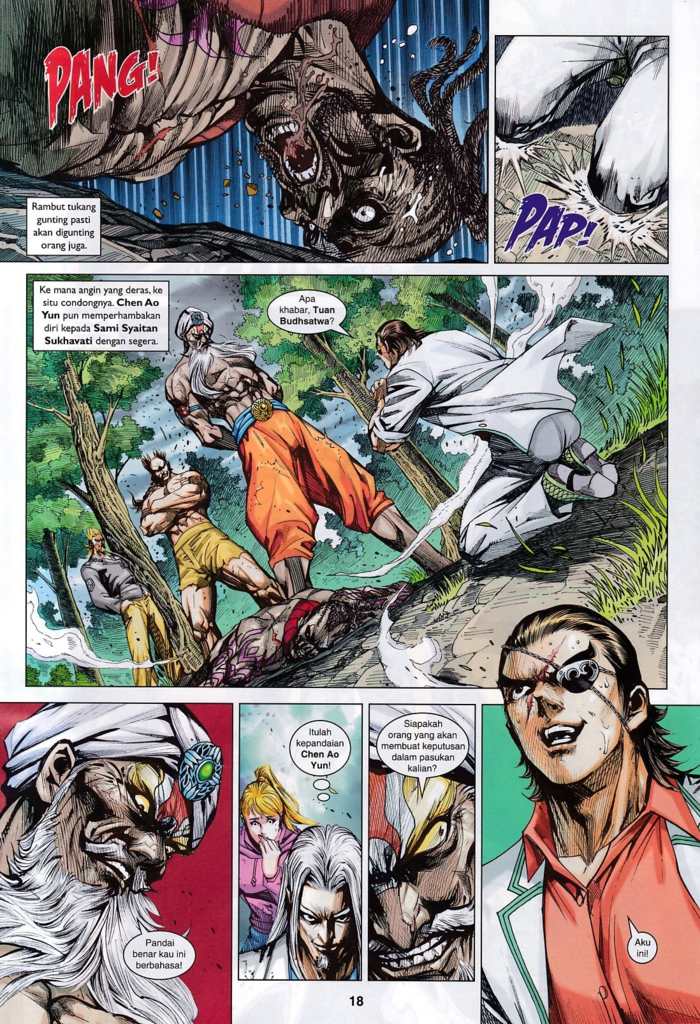 PANG!
Rambut tukang
gunting pasti
akan digunting
orang juga.
PAP!
Ke mana angin yang deras, ke
situ condongnya. Chen Ao
Yun pun memperhambakan
diri kepada Sami Syaitan
Sukhavati dengan segera.
Apa
khabar, Tuan
Budhsatwa?
Pandai
benar kau ini
berbahasa!
Itulah
kepandaian
Chen Ao
Yun!
Siapakah
orang yang akan
membuat keputusan
dalam pasukan
kalian?
Aku
ini!
18